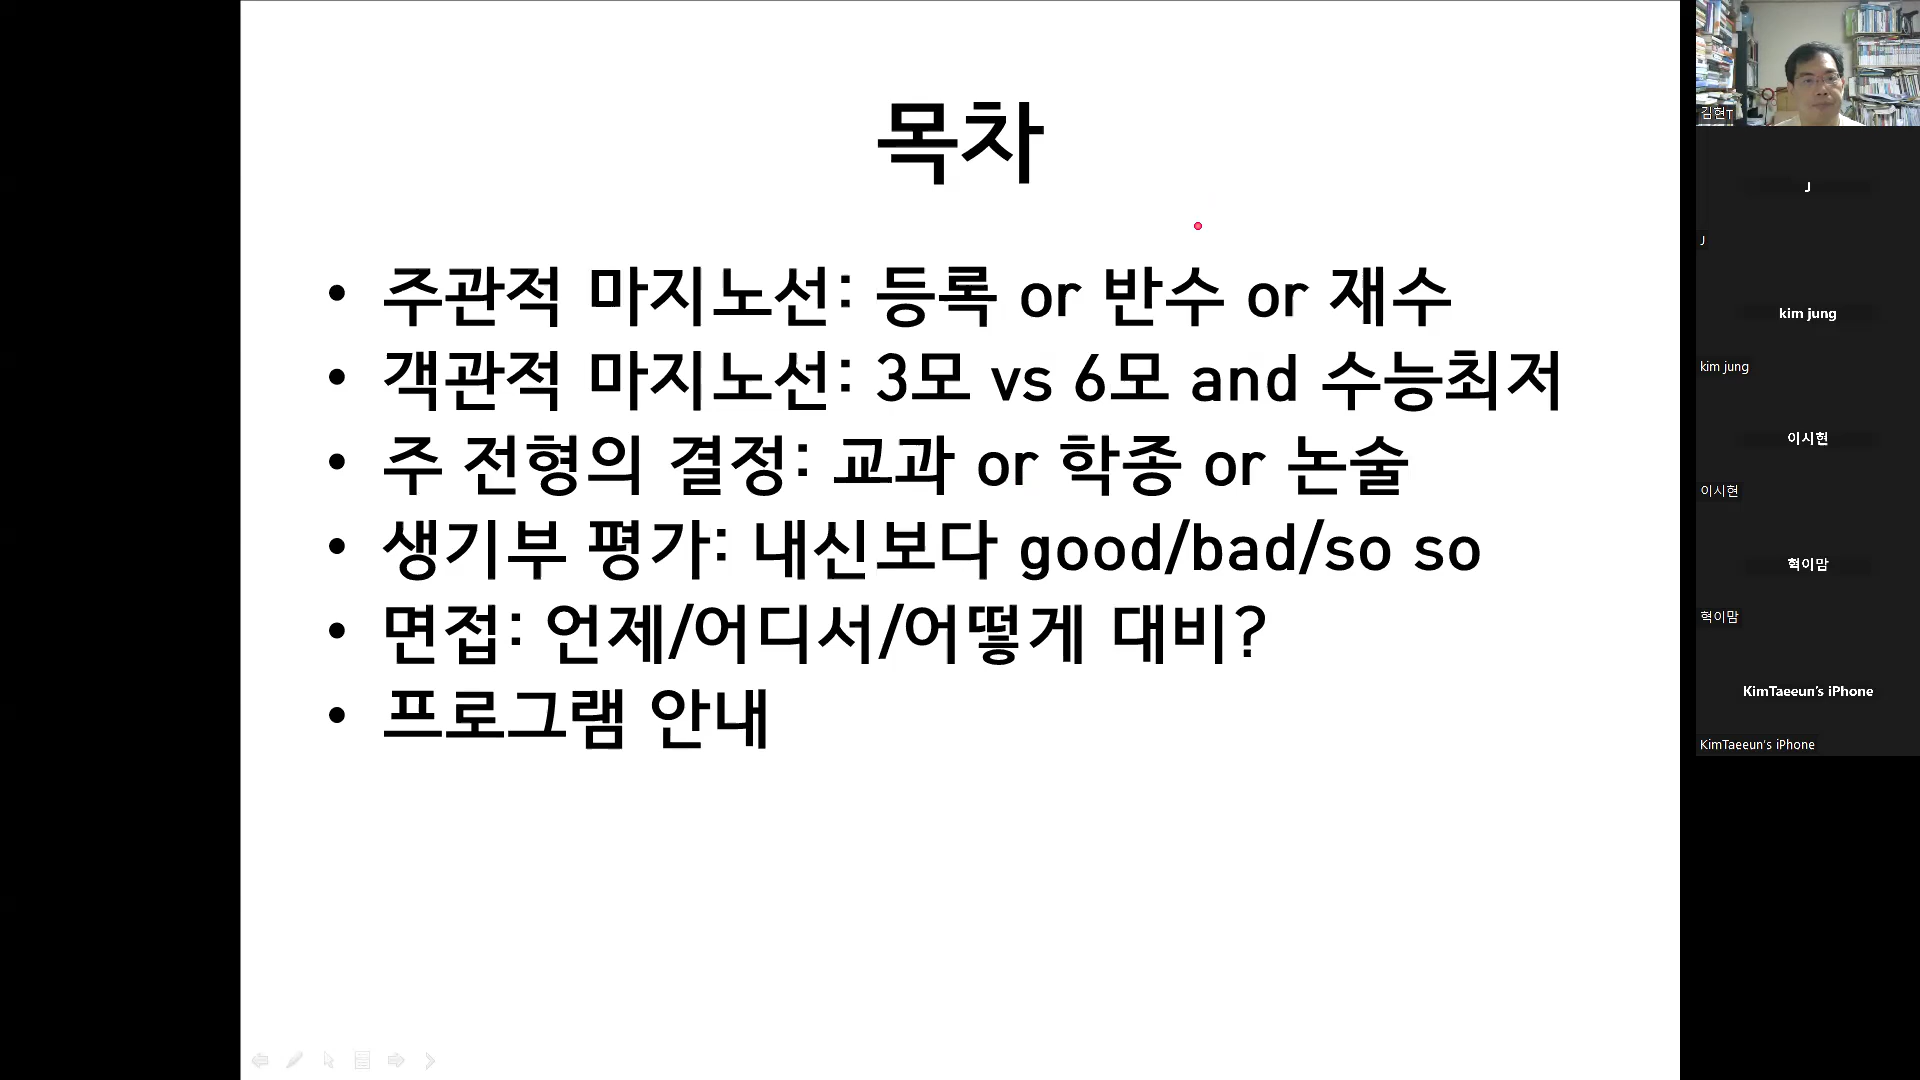 목차
• 주관적 마지노선: 등록 or 반수 or 재수
• 객관적 마지노선: 3모 vs 6모 and 수능최저
• 주 전형의 결정: 교과 or 학종 or 논술
• 생기부 평가: 내신보다 good/bad/so so
• 면접: 언제/어디서/어떻게 대비?
• 프로그램 안내
김현T
J
J
kim jung
kim jung
이시현
이시현
혁이맘
혁이맘
KimTaeeun's iPhone
KimTaeeun's iPhone